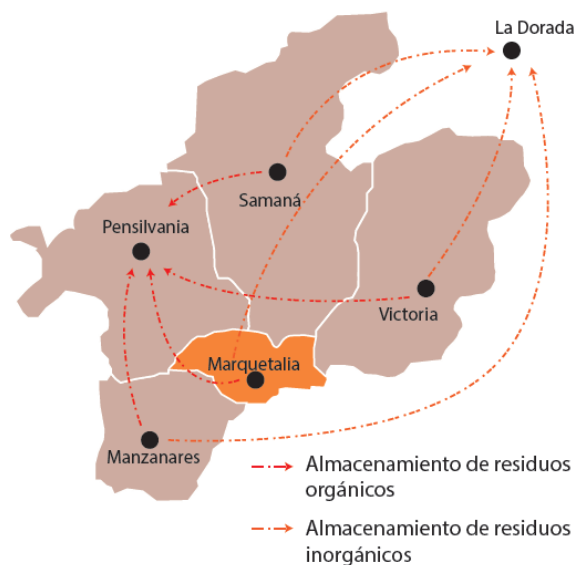 La Dorada
Samaná
Pensilvania
Victoria
Marquetalia
Manzanares
Almacenamiento de residuos
orgánicos
Almacenamiento de residuos
inorgánicos